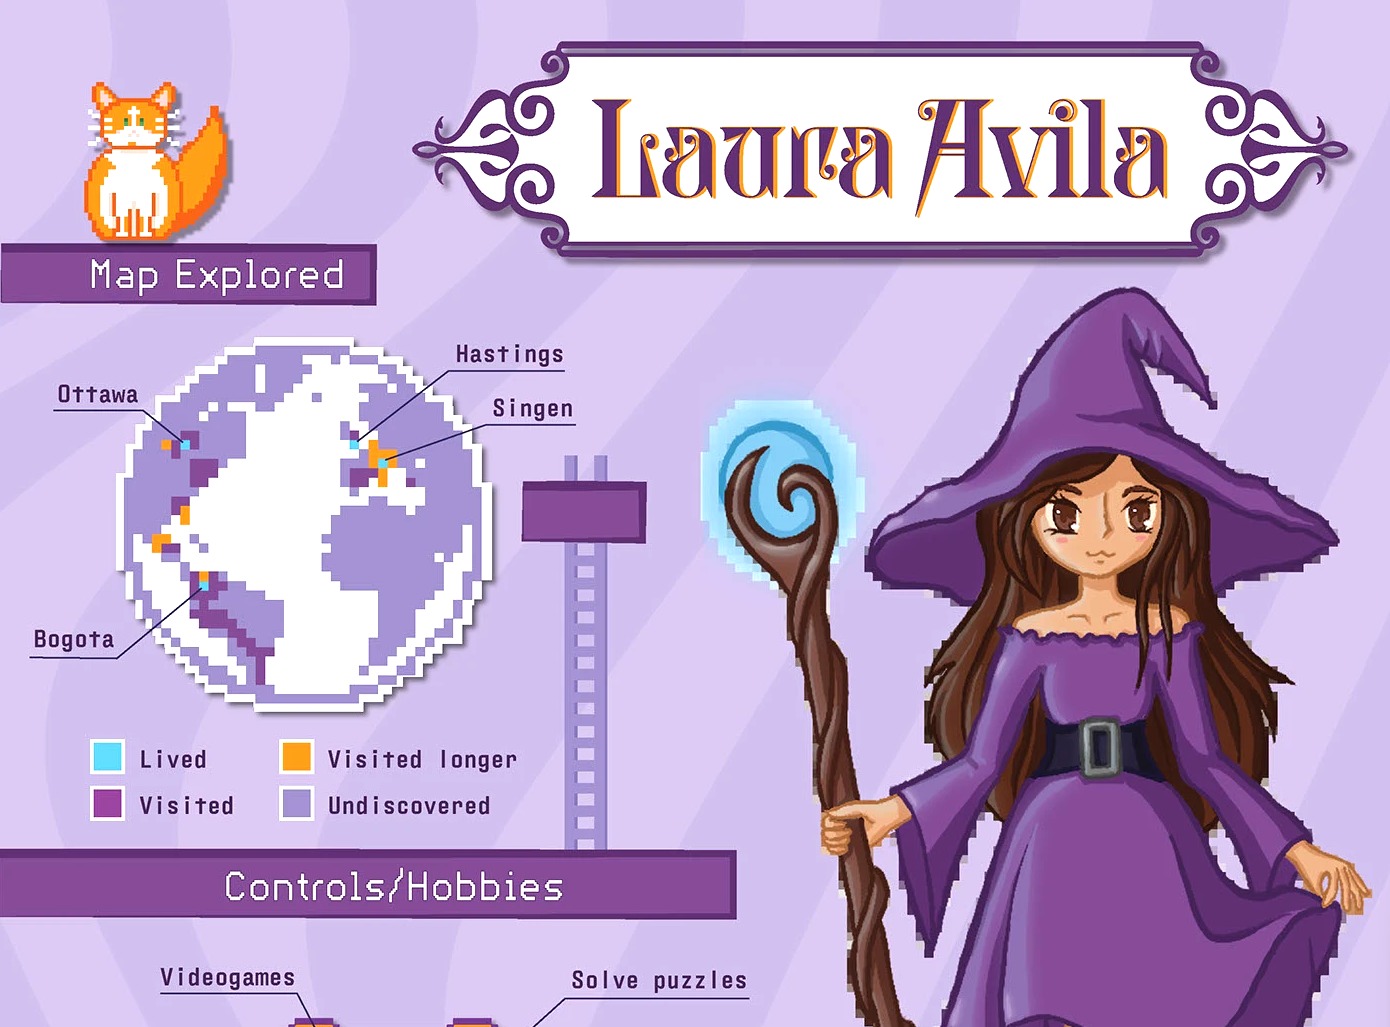 Laura Avila
Map Explored
Hastings
Ottawa
Singen
Bogota
Lived
Visited longer
Visited
Undiscovered
Controls/Hobbies
Videogames
Solve puzzles